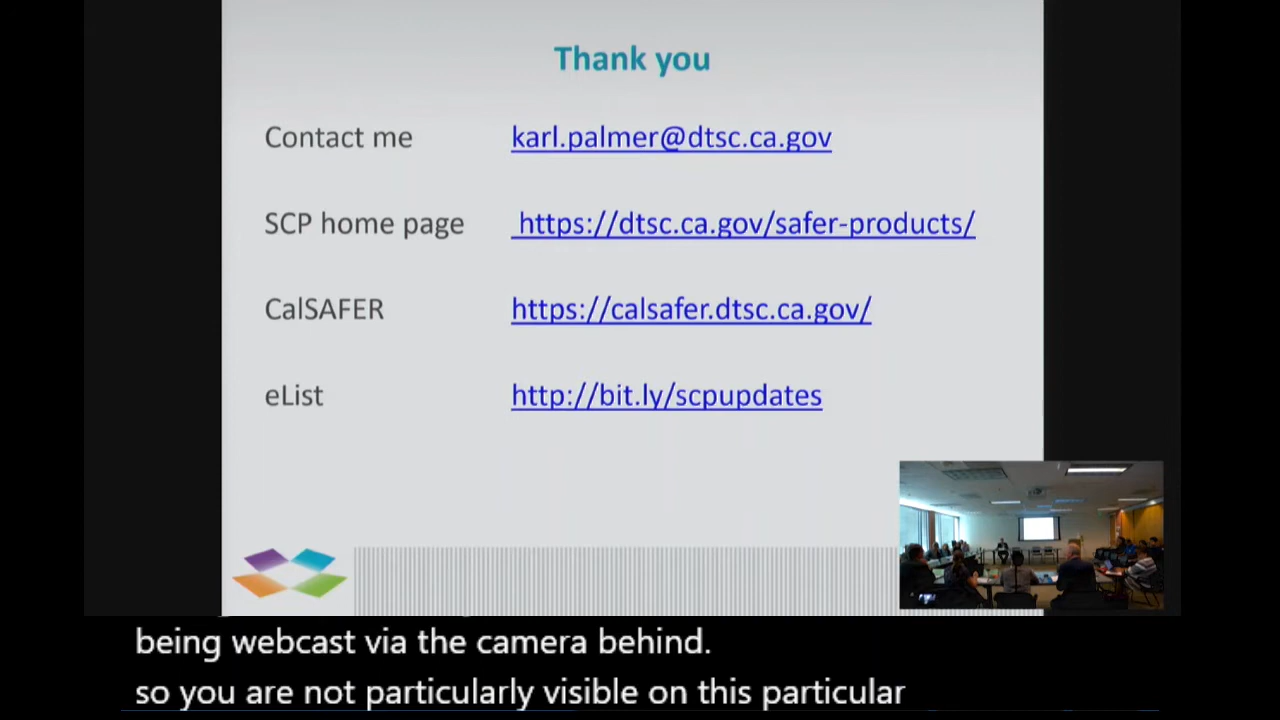 Thank you
Contact me karl.palmer@dtsc.ca.gov
SCP home page https://dtsc.ca.gov/safer-products/
CalSAFER https://calsafer.dtsc.ca.gov/
eList http://bit.ly/scpupdates
being webcast via the camera behind.
so you are not particularly visible on this particular